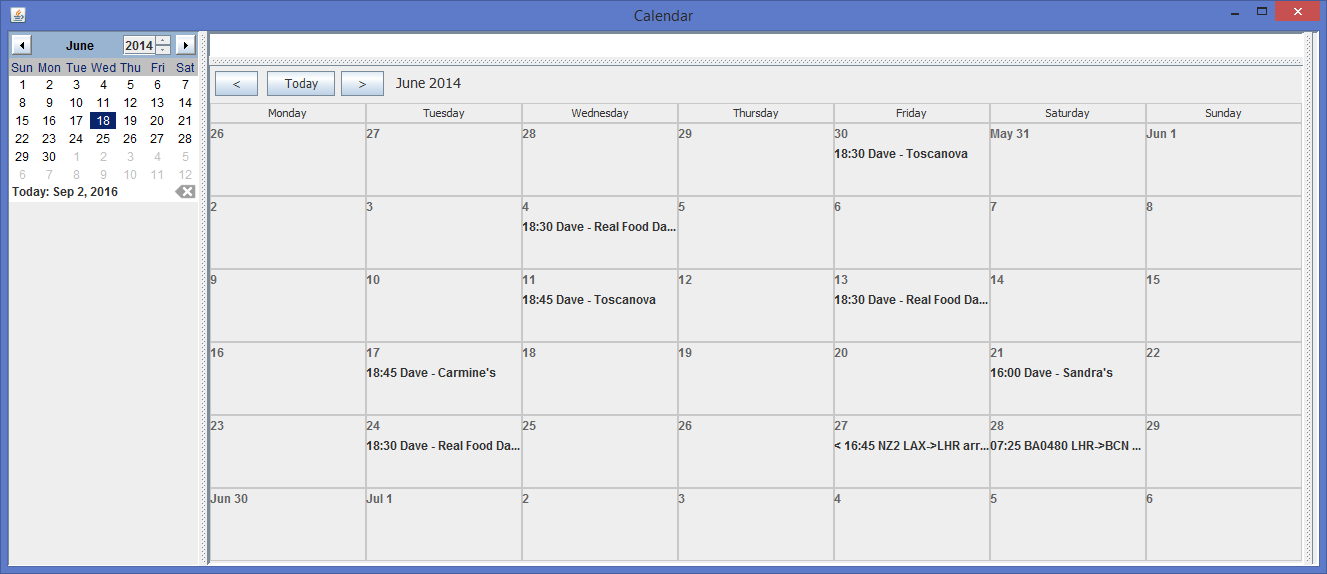 Calendar
June 2014
Sun Mon Tue Wed Thu Fri Sat
1 2 3 4 5 6 7
8 9 10 11 12 13 14
15 16 17 18 19 20 21
22 23 24 25 26 27 28
29 30 1 2 3 4 5
6 7 8 9 10 11 12
Today: Sep 2, 2016
< Today > June 2014
Monday Tuesday Wednesday Thursday Friday Saturday Sunday
26 27 28 29 30 May 31 Jun 1
18:30 Dave - Toscanova
2 3 4 5 6 7 8
18:30 Dave - Real Food Da...
9 10 11 12 13 14 15
18:45 Dave - Toscanova 18:30 Dave - Real Food Da...
16 17 18 19 20 21 22
18:45 Dave - Carmine's 16:00 Dave - Sandra's
23 24 25 26 27 28 29
18:30 Dave - Real Food Da... < 16:45 NZ2 LAX->LHR arr... 07:25 BA0480 LHR->BCN ...
Jun 30 Jul 1 2 3 4 5 6